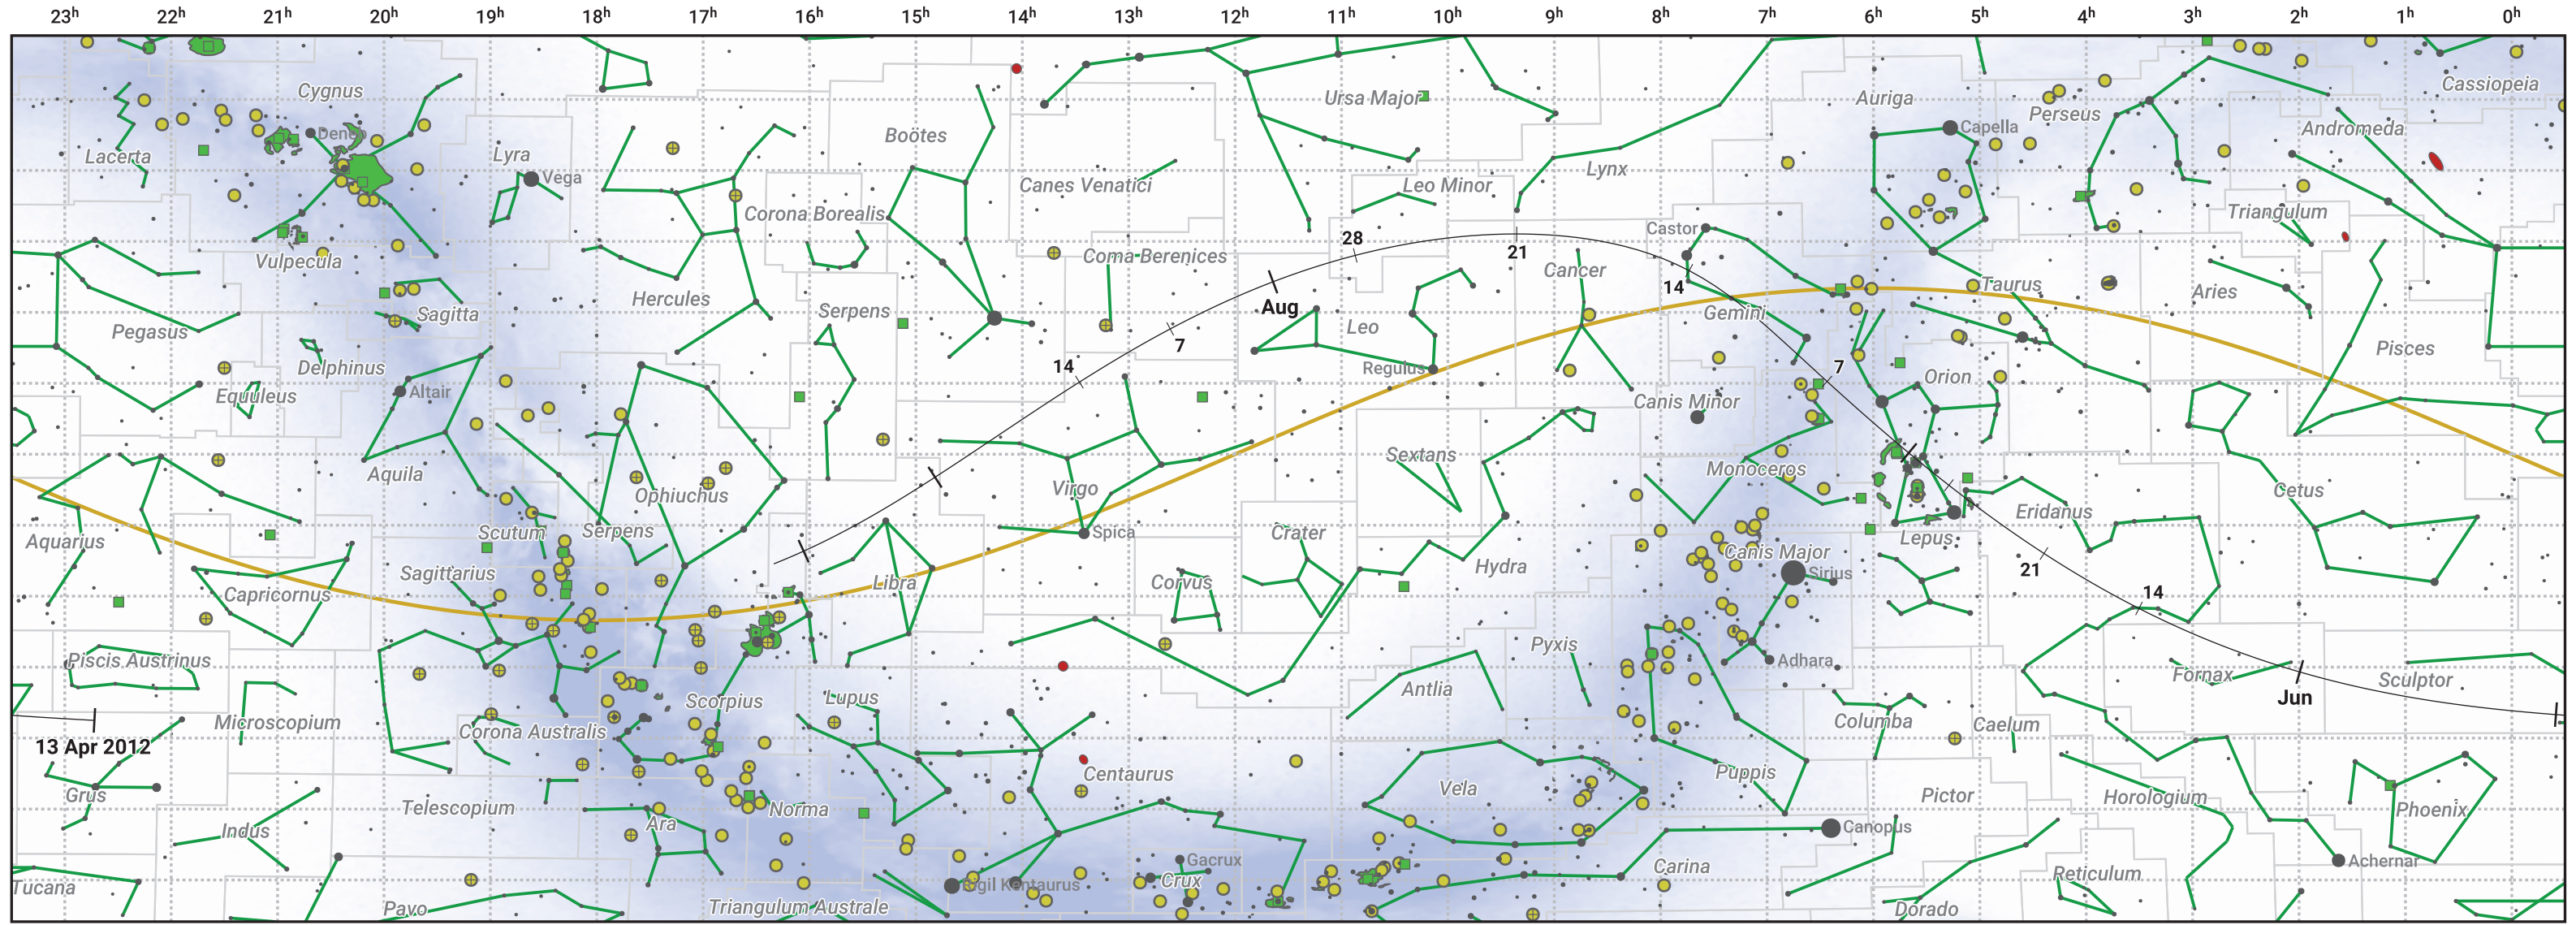 23h 22h 21h 20h 19h 18h 17h 16h 15h 14h 13h 12h 11h 10h 9h 8h 7h 6h 5h 4h 3h 2h 1h 0h
Cygnus
Deneb
Lacerta
Lyra
Vega
Vulpecula
Sagitta
Pegasus
Delphinus
Equuleus
Altair
Aquila
Hercules
Corona Borealis
Boötes
Serpens
Canes Venatici
Coma Berenices
Ursa Major
Leo Minor
Lynx
Leo
Regulus
Cancer
Castor
Gemini
Auriga
Capella
Perseus
Andromeda
Cassiopeia
Triangulum
Taurus
Aries
Pisces
28
21
14
Aug
7
14
7
Canis Minor
Orion
Monoceros
Ophiuchus
Scutum
Serpens
Virgo
Spica
Sextans
Crater
Corvus
Hydra
Libra
Aquarius
Capricornus
Sagittarius
Canis Major
Sirius
Adhara
Lepus
Eridanus
Cetus
21
14
Jun
Fornax
Sculptor
Piscis Austrinus
Microscopium
13 Apr 2012
Grus
Corona Australis
Scorpius
Lupus
Centaurus
Antlia
Pyxis
Puppis
Columba
Caelum
Vela
Pictor
Horologium
Phoenix
Telescopium
Indus
Ara
Norma
Tucana
Pavo
Triangulum Australe
Rigil Kentaurus
Gacrux
Crux
Carina
Canopus
Achernar
Reticulum
Dorado